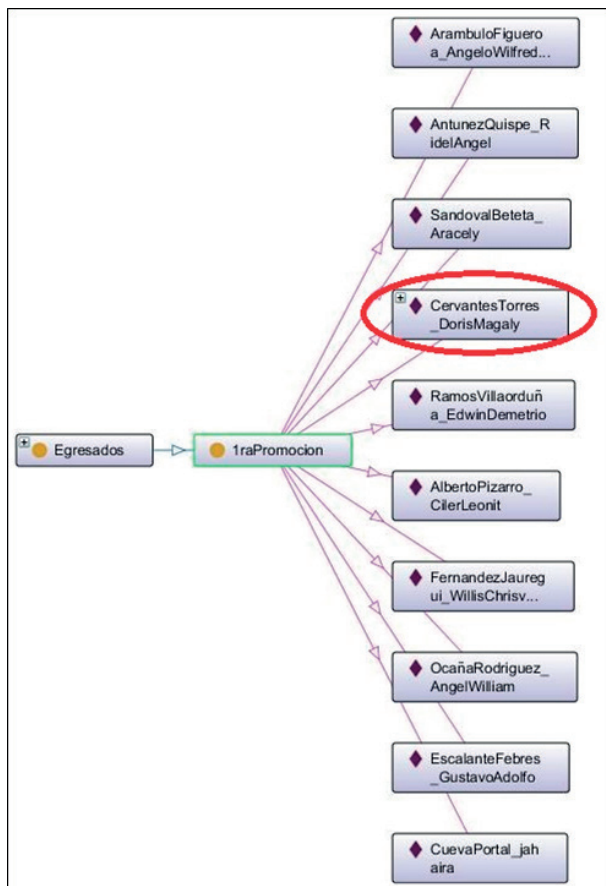 ArambuloFiguero
a_AngeloWilfred...
AntunezQuispe_R
idelAngel
SandovalBeteta_
Aracely
CervantesTorres
_DorisMagaly
RamosVillaorduñ
a_EdwinDemetrio
Egresados
1raPromocion
AlbertoPizarro_
CilerLeonit
FernandezJaureg
ui_WillisChrisv...
OcañaRodriguez_
AngelWilliam
EscalanteFebres
_GustavoAdolfo
CuevaPortal_jah
aira